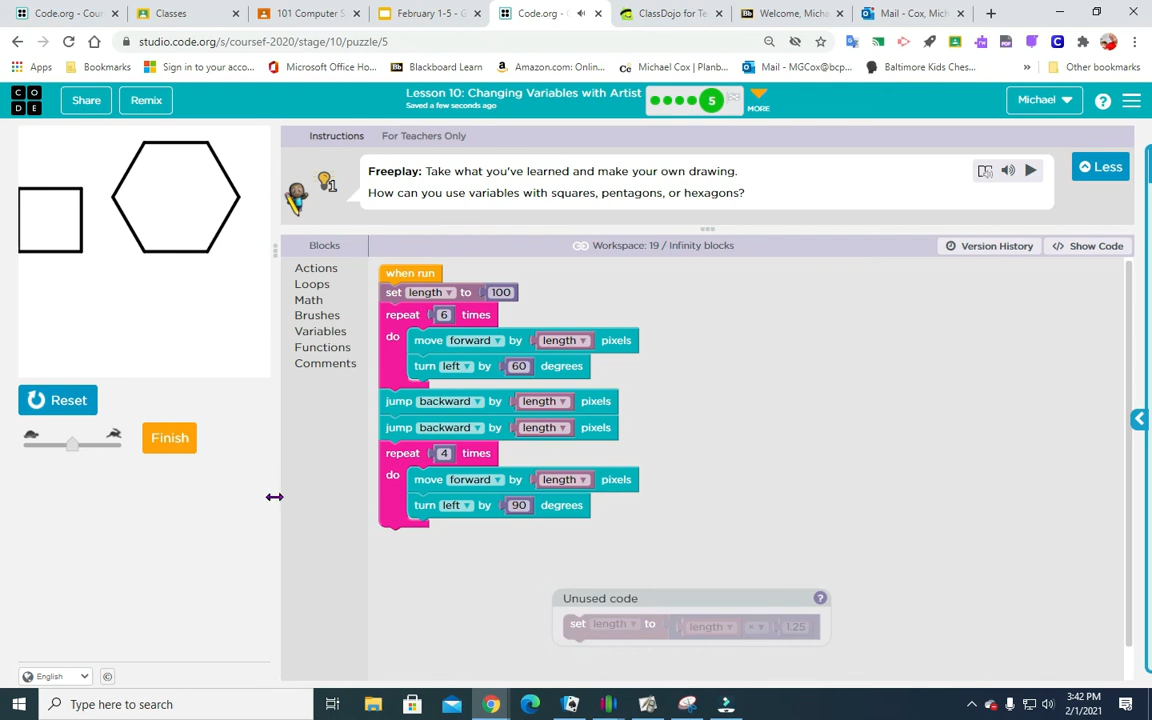 Code.org - Cour
Classes
101 Computer S
February 1-5 - G
Code.org - C
ClassDojo for Te
Welcome, Micha
Mail - Cox, Mich
studio.code.org/s/coursef-2020/stage/10/puzzle/5
Apps
Bookmarks
Sign in to your acco...
Microsoft Office Ho...
Blackboard Learn
Amazon.com: Onlin...
Michael Cox | Planb...
Mail - MGCox@bcp...
Baltimore Kids Ches...
Other bookmarks
CO
DE
Share
Remix
Lesson 10: Changing Variables with Artist
Saved a few seconds ago
5
MORE
Michael
Instructions
For Teachers Only
1
Freeplay: Take what you've learned and make your own drawing.
How can you use variables with squares, pentagons, or hexagons?
Less
Blocks
Workspace: 19 / Infinity blocks
Version History
Show Code
Actions
Loops
Math
Brushes
Variables
Functions
Comments
when run
set length to 100
repeat 6 times
do move forward by length pixels
turn left by 60 degrees
jump backward by length pixels
jump backward by length pixels
repeat 4 times
do move forward by length pixels
turn left by 90 degrees
Reset
Finish
Unused code
set length to length × 1.25
English
Type here to search
3:42 PM
2/1/2021